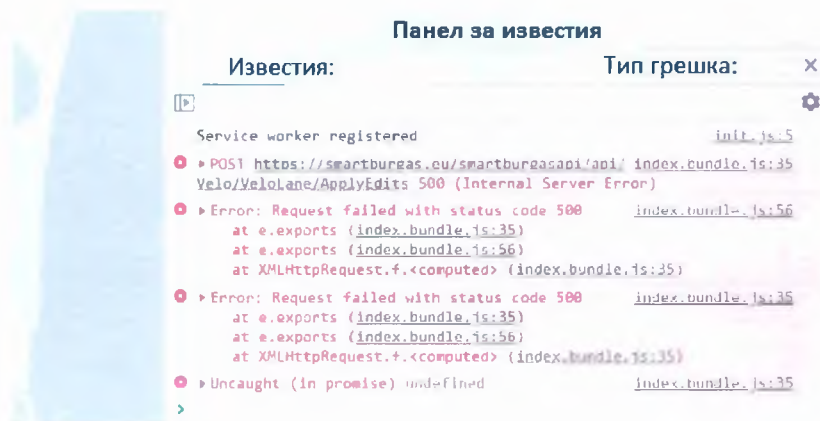 Панел за известия
Известия: Тип грешка:
Service worker registered init.js:5
POST https://smartburgas.eu/smartburgasapi/api/ index.bundle.js:35
Velo/VeloLane/ApplyEdits 500 (Internal Server Error)
Error: Request failed with status code 500 index.bundle.js:56
at e.exports (index.bundle.js:35)
at e.exports (index.bundle.js:56)
at XMLHttpRequest.f.<computed> (index.bundle.js:35)
Error: Request failed with status code 500 index.bundle.js:35
at e.exports (index.bundle.js:35)
at e.exports (index.bundle.js:56)
at XMLHttpRequest.f.<computed> (index.bundle.js:35)
Uncaught (in promise) undefined index.bundle.js:35